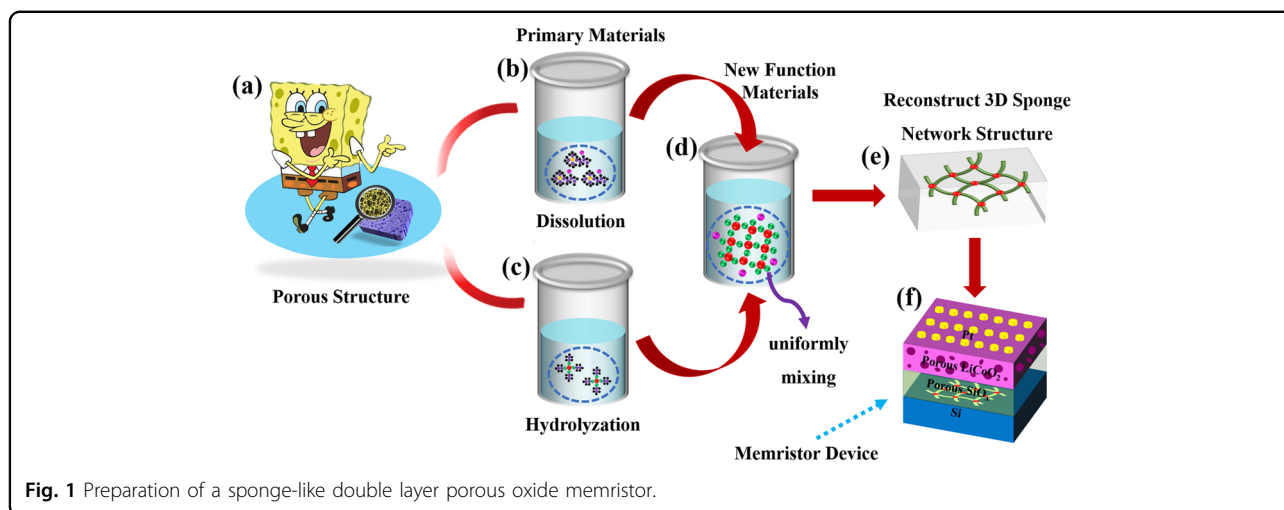 Primary Materials
(a)
(b)
New Function
Materials
Reconstruct 3D Sponge
Network Structure
(d)
(e)
Dissolution
(c)
Porous Structure
(f)
Pt
Porous LiCoO₂
Porous SiOₓ
Si
uniformly
mixing
Hydrolyzation
Memristor Device
Fig. 1 Preparation of a sponge-like double layer porous oxide memristor.